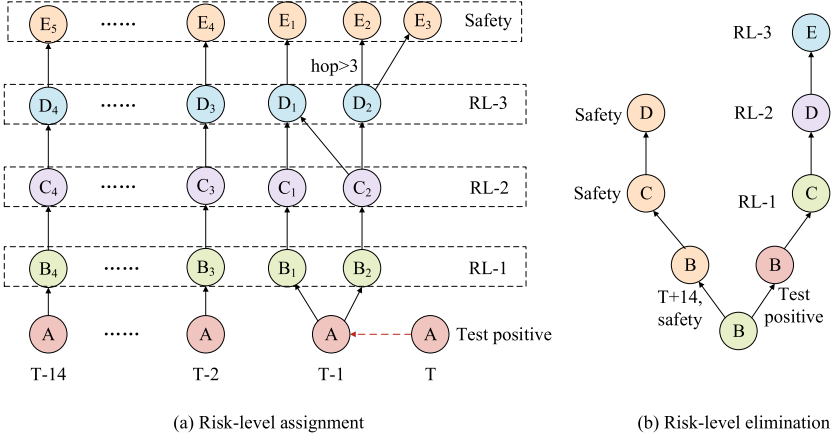 E5 ...... E4 E1 E2 E3 Safety
hop>3
D4 ...... D3 D1 D2 RL-3
C4 ...... C3 C1 C2 RL-2
B4 ...... B3 B1 B2 RL-1
A ...... A A A Test positive
T-14 T-2 T-1 T
(a) Risk-level assignment
RL-3 E
Safety D RL-2 D
Safety C RL-1 C
B B
T+14,
safety
Test
positive
B
(b) Risk-level elimination